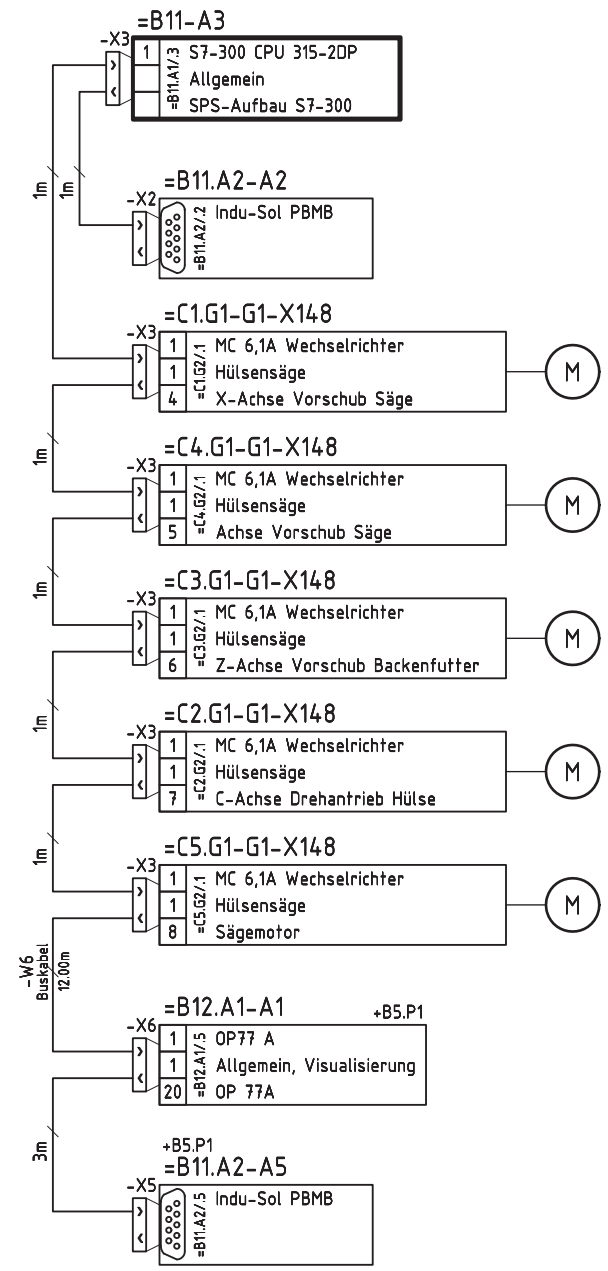 =B11-A3
-X3
1
=B11.A1/.3
S7-300 CPU 315-2DP
Allgemein
SPS-Aufbau S7-300
1m
1m
=B11.A2-A2
-X2
=B11.A2/.2
Indu-Sol PBMB
=C1.G1-G1-X148
-X3
1
1
4
=C1.G2/.1
MC 6,1A Wechselrichter
Hülsensäge
X-Achse Vorschub Säge
M
1m
=C4.G1-G1-X148
-X3
1
1
5
=C4.G2/.1
MC 6,1A Wechselrichter
Hülsensäge
Achse Vorschub Säge
M
1m
=C3.G1-G1-X148
-X3
1
1
6
=C3.G2/.1
MC 6,1A Wechselrichter
Hülsensäge
Z-Achse Vorschub Backenfutter
M
1m
=C2.G1-G1-X148
-X3
1
1
7
=C2.G2/.1
MC 6,1A Wechselrichter
Hülsensäge
C-Achse Drehantrieb Hülse
M
1m
=C5.G1-G1-X148
-X3
1
1
8
=C5.G2/.1
MC 6,1A Wechselrichter
Hülsensäge
Sägemotor
M
-W6
Buskabel
12.00m
=B12.A1-A1
+B5.P1
-X6
1
1
20
=B12.A1/.5
OP77 A
Allgemein, Visualisierung
OP 77A
3m
+B5.P1
=B11.A2-A5
-X5
=B11.A2/.5
Indu-Sol PBMB